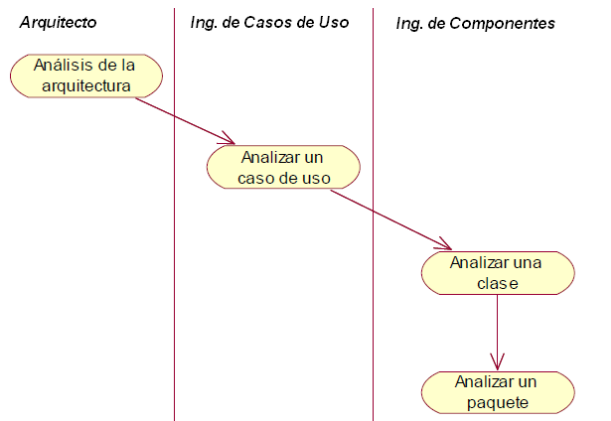 Arquitecto
Ing. de Casos de Uso
Ing. de Componentes
Análisis de la
arquitectura
Analizar un
caso de uso
Analizar una
clase
Analizar un
paquete